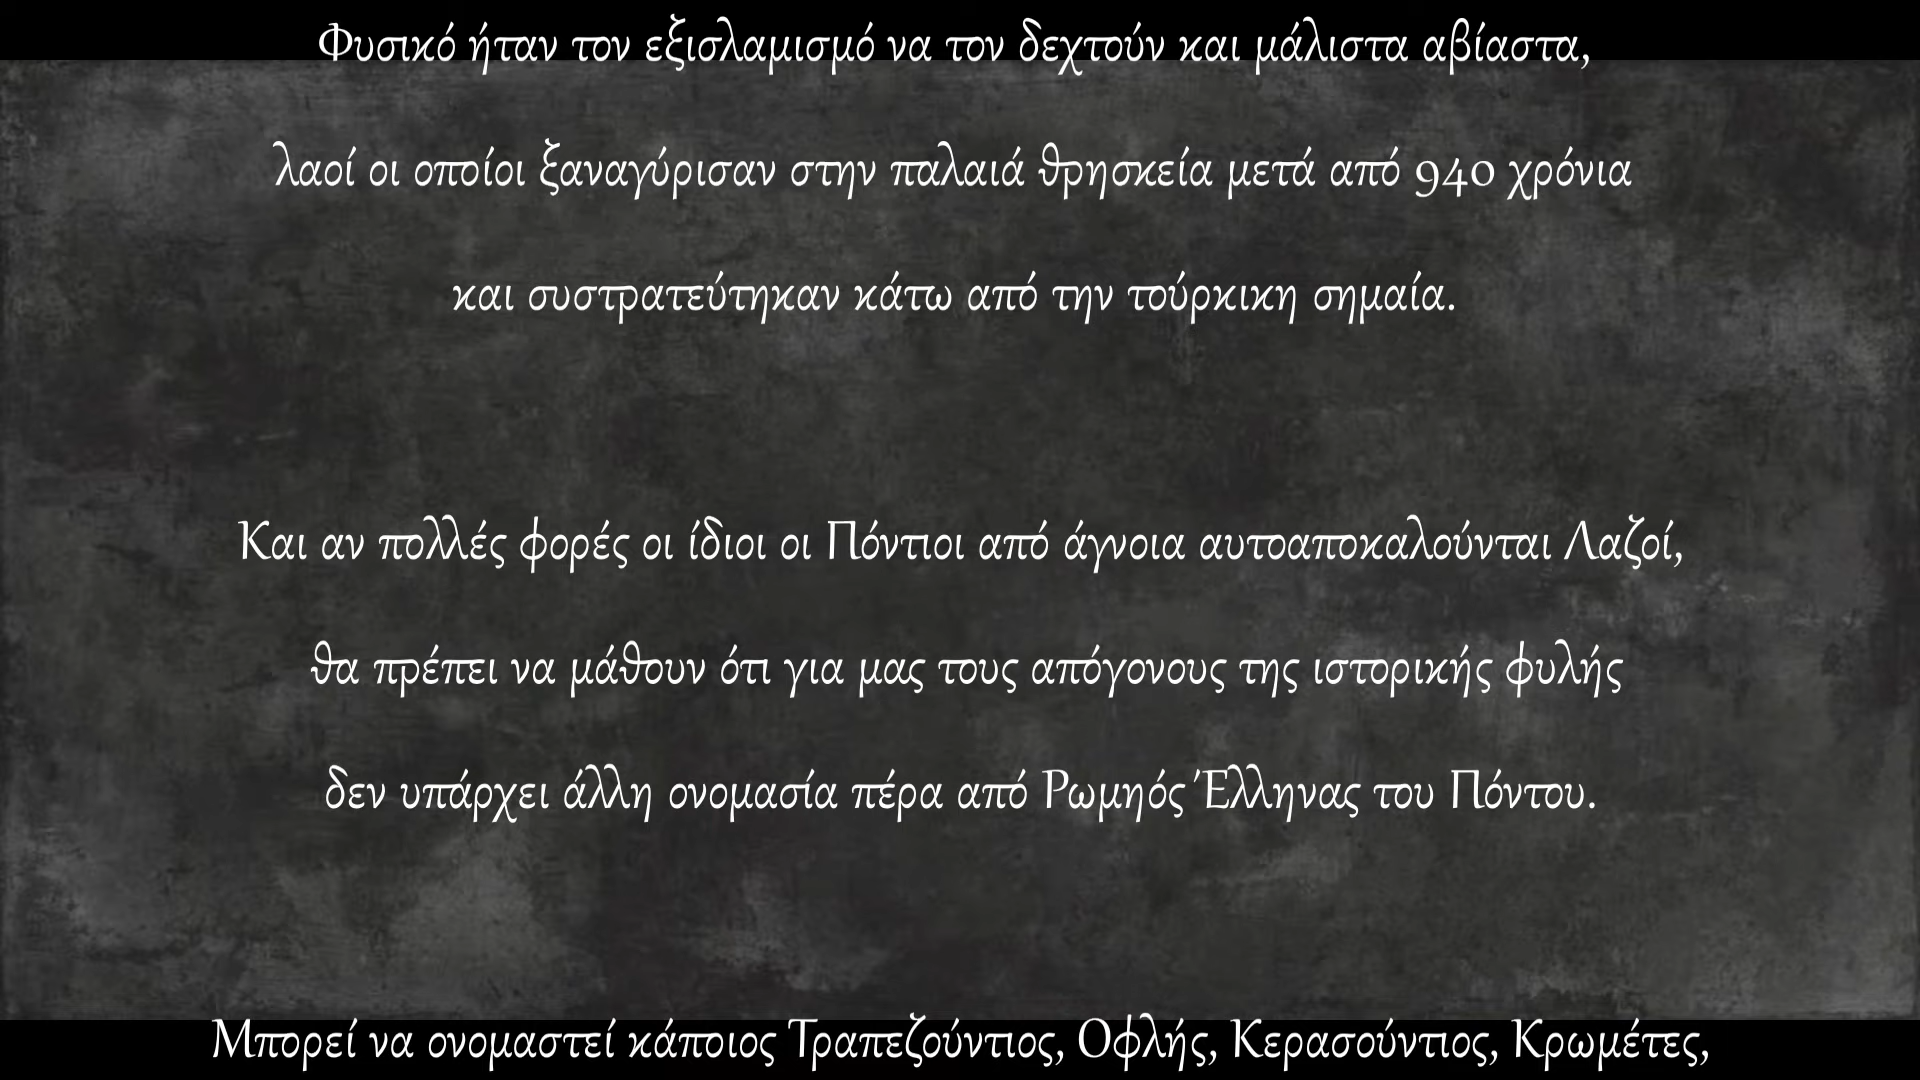 Φυσικό ήταν τον εξισλαμισμό να τον δεχτούν και μάλιστα αβίαστα,
λαοί οι οποίοι ξαναγύρισαν στην παλαιά θρησκεία μετά από 940 χρόνια
και συστρατεύτηκαν κάτω από την τούρκικη σημαία.
Και αν πολλές φορές οι ίδιοι οι Πόντιοι από άγνοια αυτοαποκαλούνται Λαζοί,
θα πρέπει να μάθουν ότι για μας τους απόγονους της ιστορικής φυλής
δεν υπάρχει άλλη ονομασία πέρα από Ρωμηός Έλληνας του Πόντου.
Μπορεί να ονομαστεί κάποιος Τραπεζούντιος, Οφλής, Κερασούντιος, Κρωμέτες,